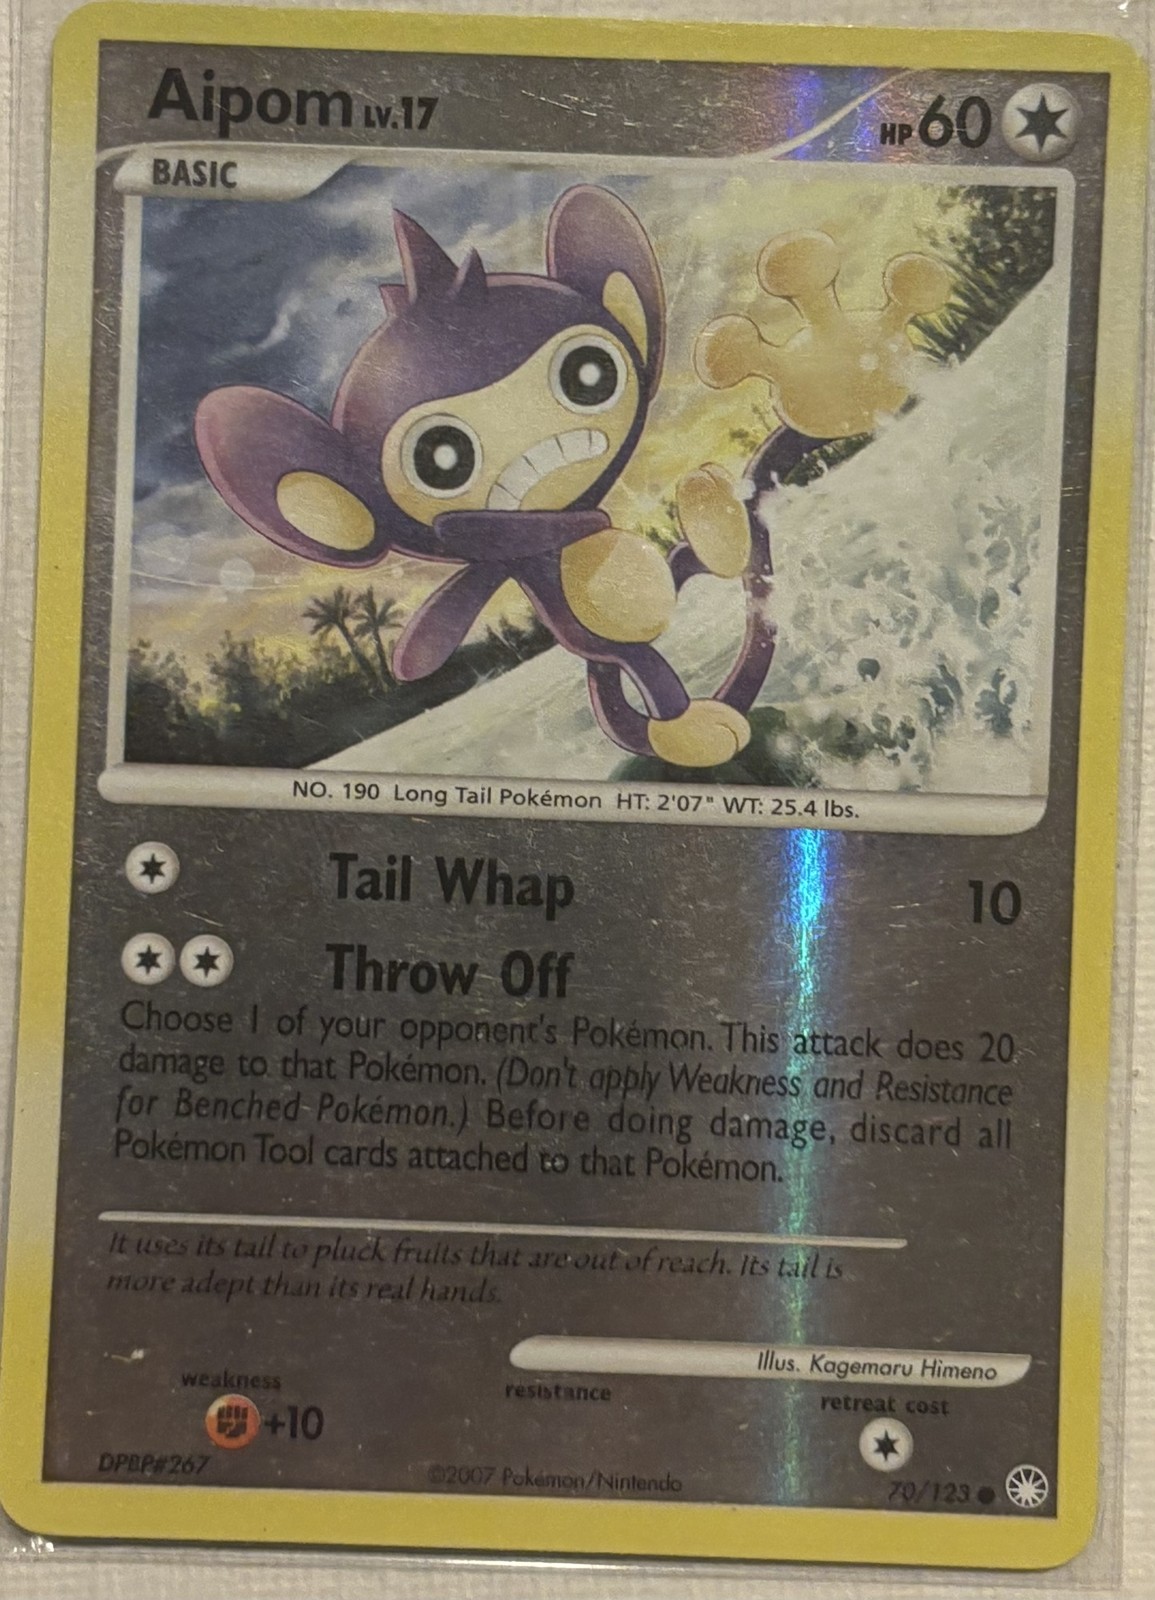 Aipom LV.17 HP 60
BASIC
NO. 190 Long Tail Pokémon HT: 2'07" WT: 25.4 lbs.
Tail Whap 10
Throw Off
Choose 1 of your opponent's Pokémon. This attack does 20
damage to that Pokémon. (Don't apply Weakness and Resistance
for Benched Pokémon.) Before doing damage, discard all
Pokémon Tool cards attached to that Pokémon.
It uses its tail to pluck fruits that are out of reach. Its tail is
more adept than its real hands.
Illus. Kagemaru Himeno
weakness resistance retreat cost
+10
DPBP#267 ©2007 Pokémon/Nintendo 70/123